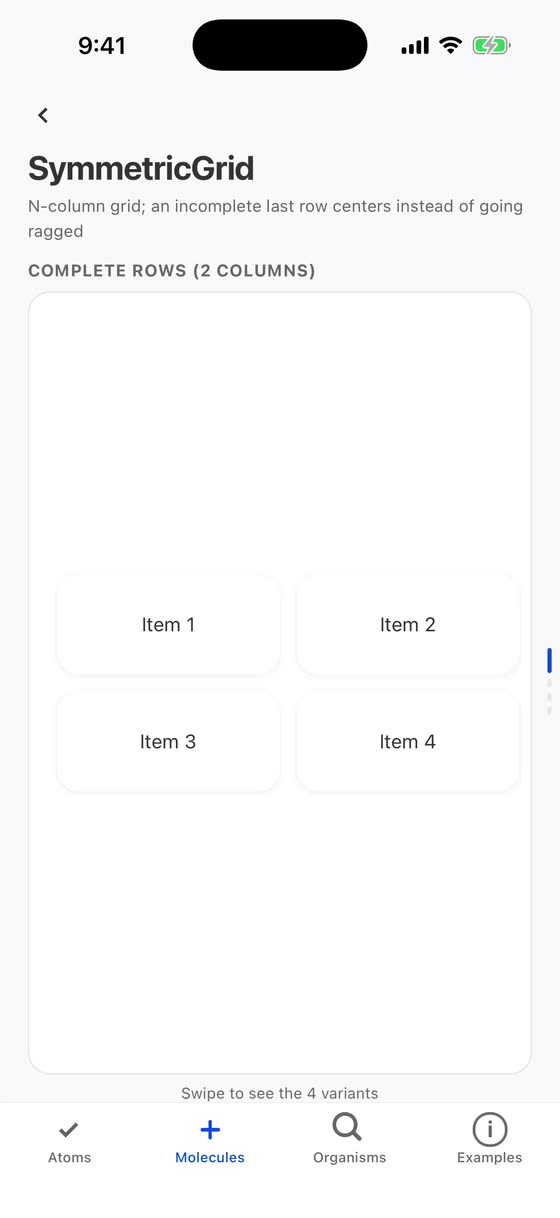 9:41
SymmetricGrid
N-column grid; an incomplete last row centers instead of going
ragged
COMPLETE ROWS (2 COLUMNS)
Item 1
Item 2
Item 3
Item 4
Swipe to see the 4 variants
Atoms
Molecules
Organisms
Examples